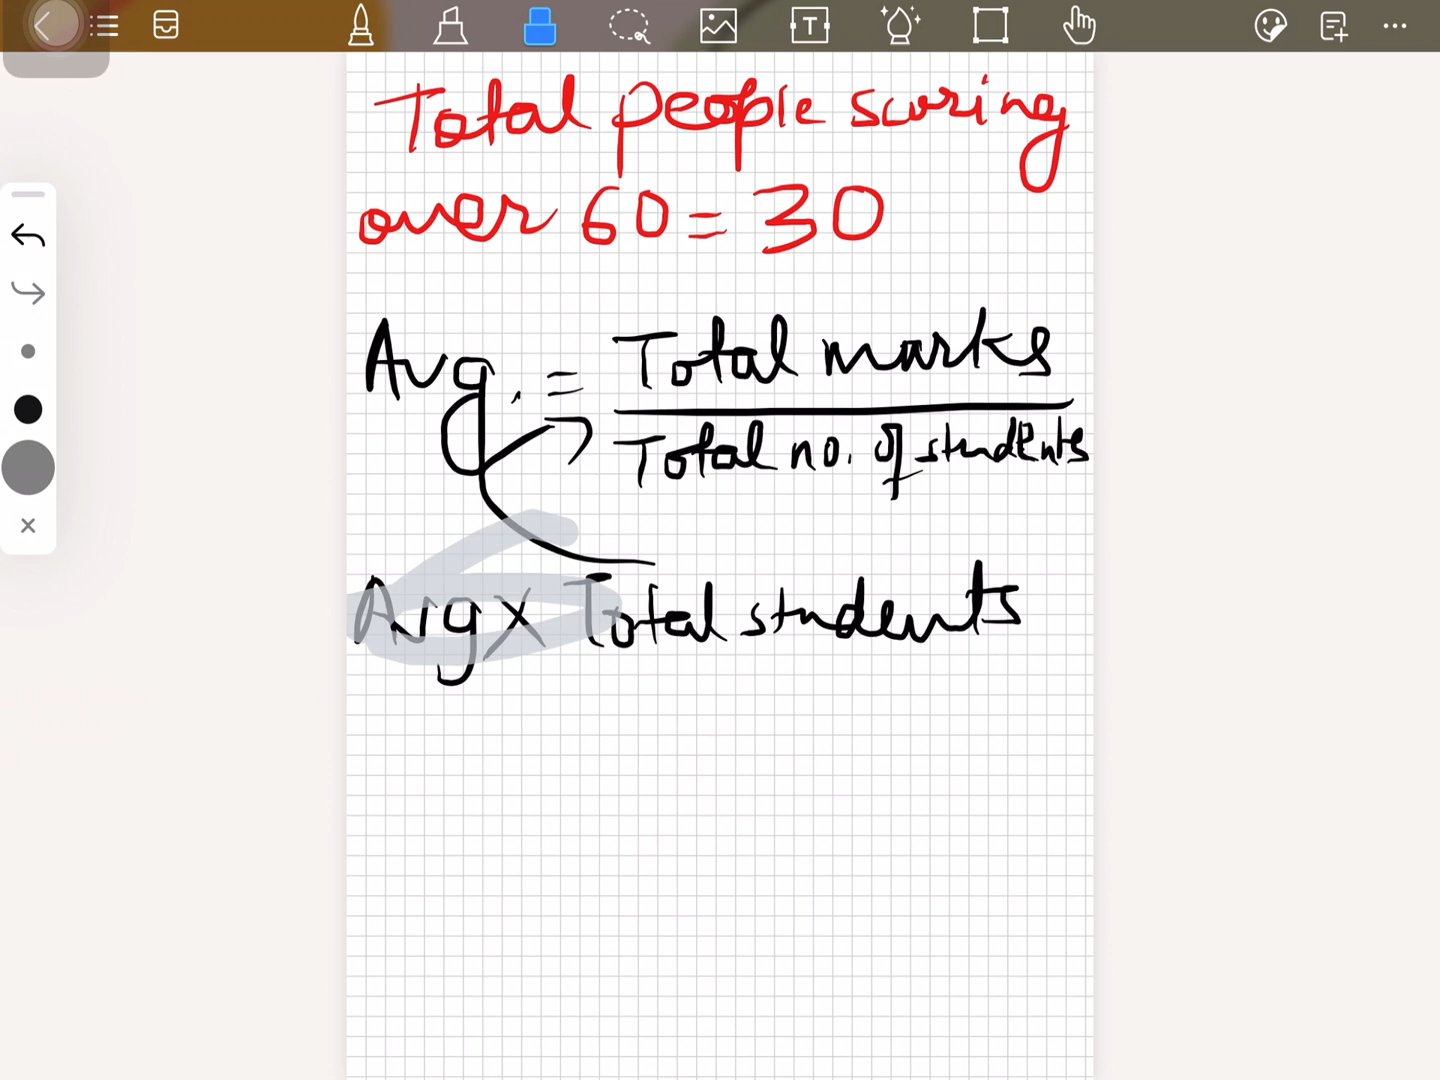 Total people scoring
over 60 = 30
Avg. = Total marks
Total no. of students
Avg X Total students